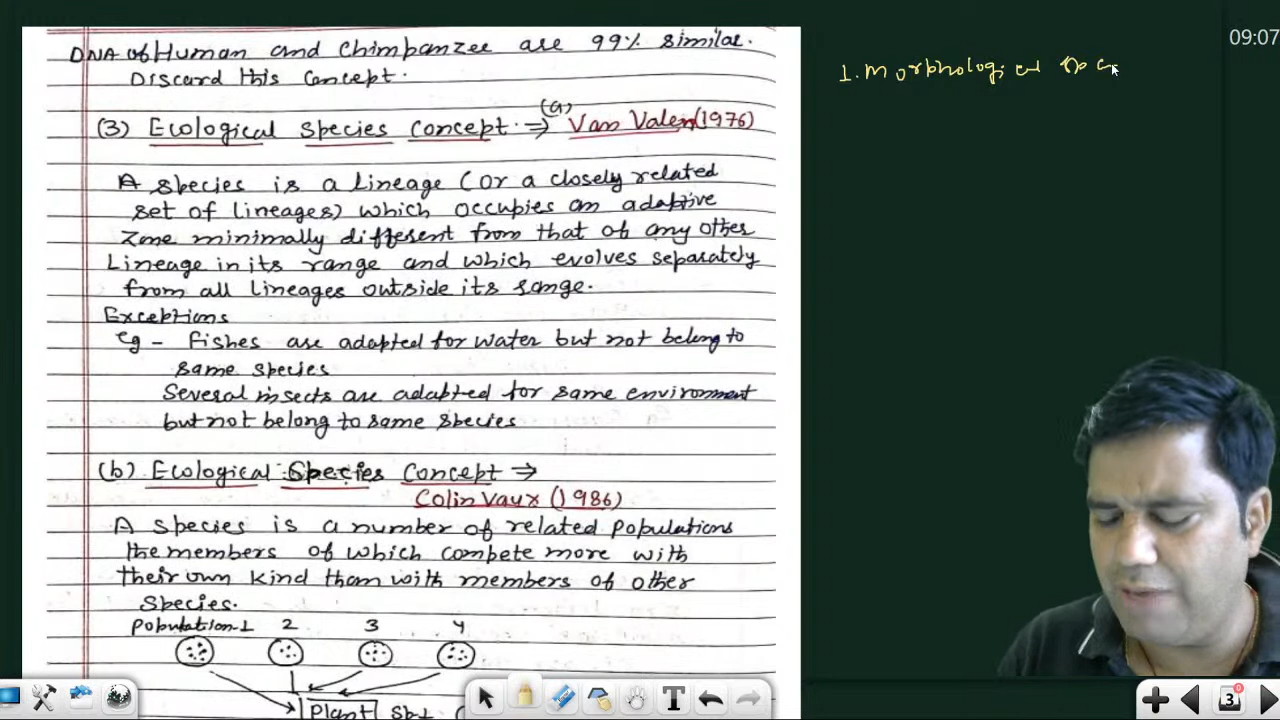 DNA of Human and Chimpanzee are 99% similar.
Discard this Concept.
(3) Ecological Species Concept ⇒ (a) Van Valen (1976)
A species is a Lineage (or a closely related
set of lineages) which occupies an adaptive
Zone minimally different from that of any other
Lineage in its range and which evolves separately
from all lineages outside its range.
Exceptions
eg - Fishes are adapted for water but not belong to
same species
Several insects are adapted for same environment
but not belong to same species
(b) Ecological Species Concept ⇒
Colin Vaux (1986)
A species is a number of related populations
the members of which compete more with
their own kind than with members of other
species.
Population-1 2 3 4
Plant Sp1
1. Morphological
09:07
T
3
0